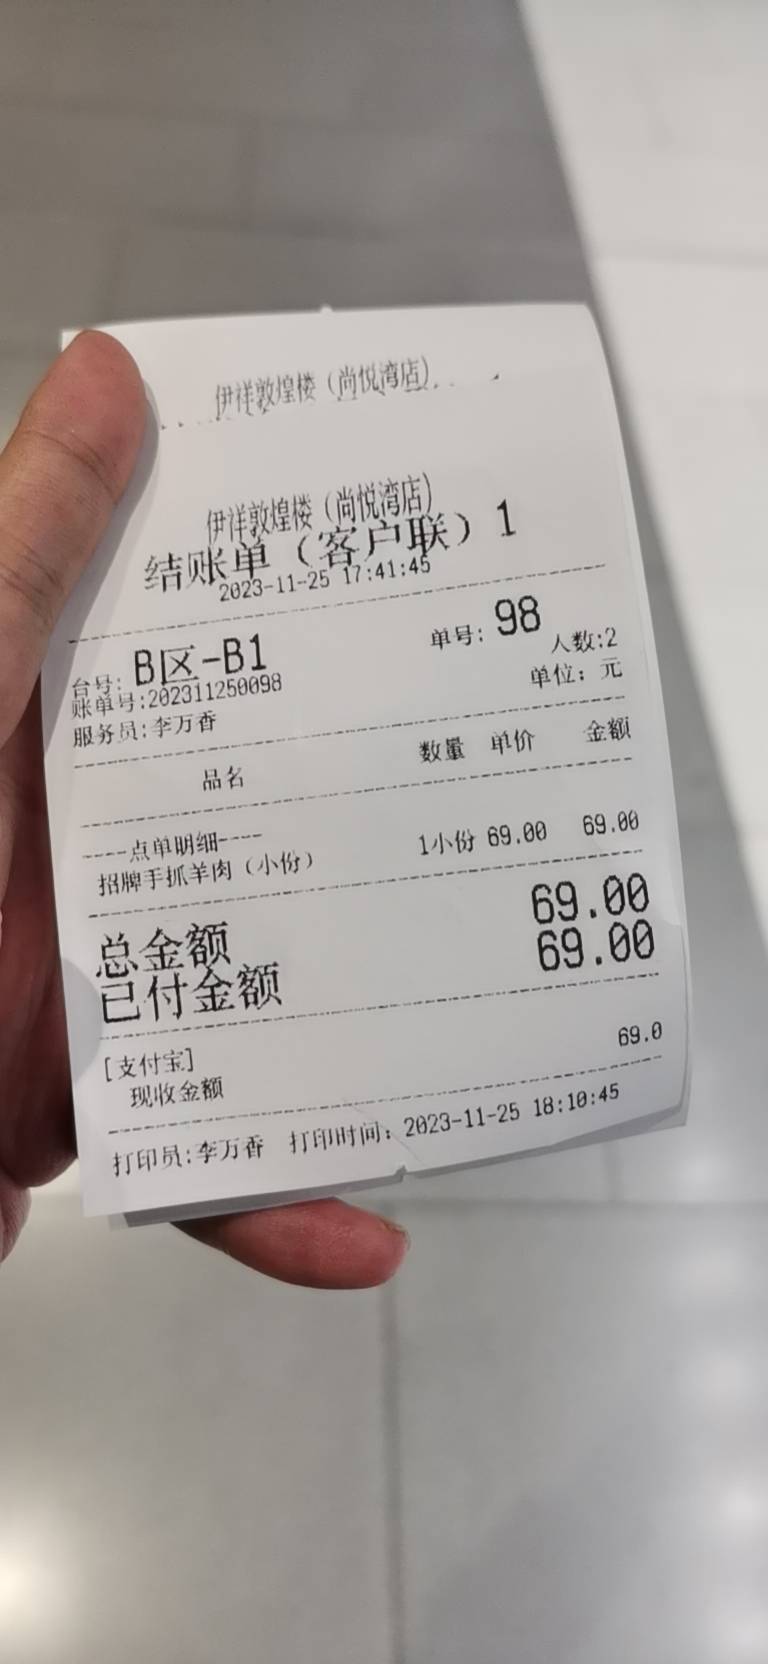 伊祥敦煌楼（尚悦湾店）
伊祥敦煌楼（尚悦湾店）
结账单（客户联）1
2023-11-25 17:41:45
台号: B区-B1 单号: 98
账单号:202311250098 人数:2
服务员:李万香 单位: 元
品名 数量 单价 金额
----点单明细----
招牌手抓羊肉（小份） 1小份 69.00 69.00
总金额 69.00
已付金额 69.00
[支付宝]
现收金额 69.0
打印员:李万香 打印时间: 2023-11-25 18:10:45